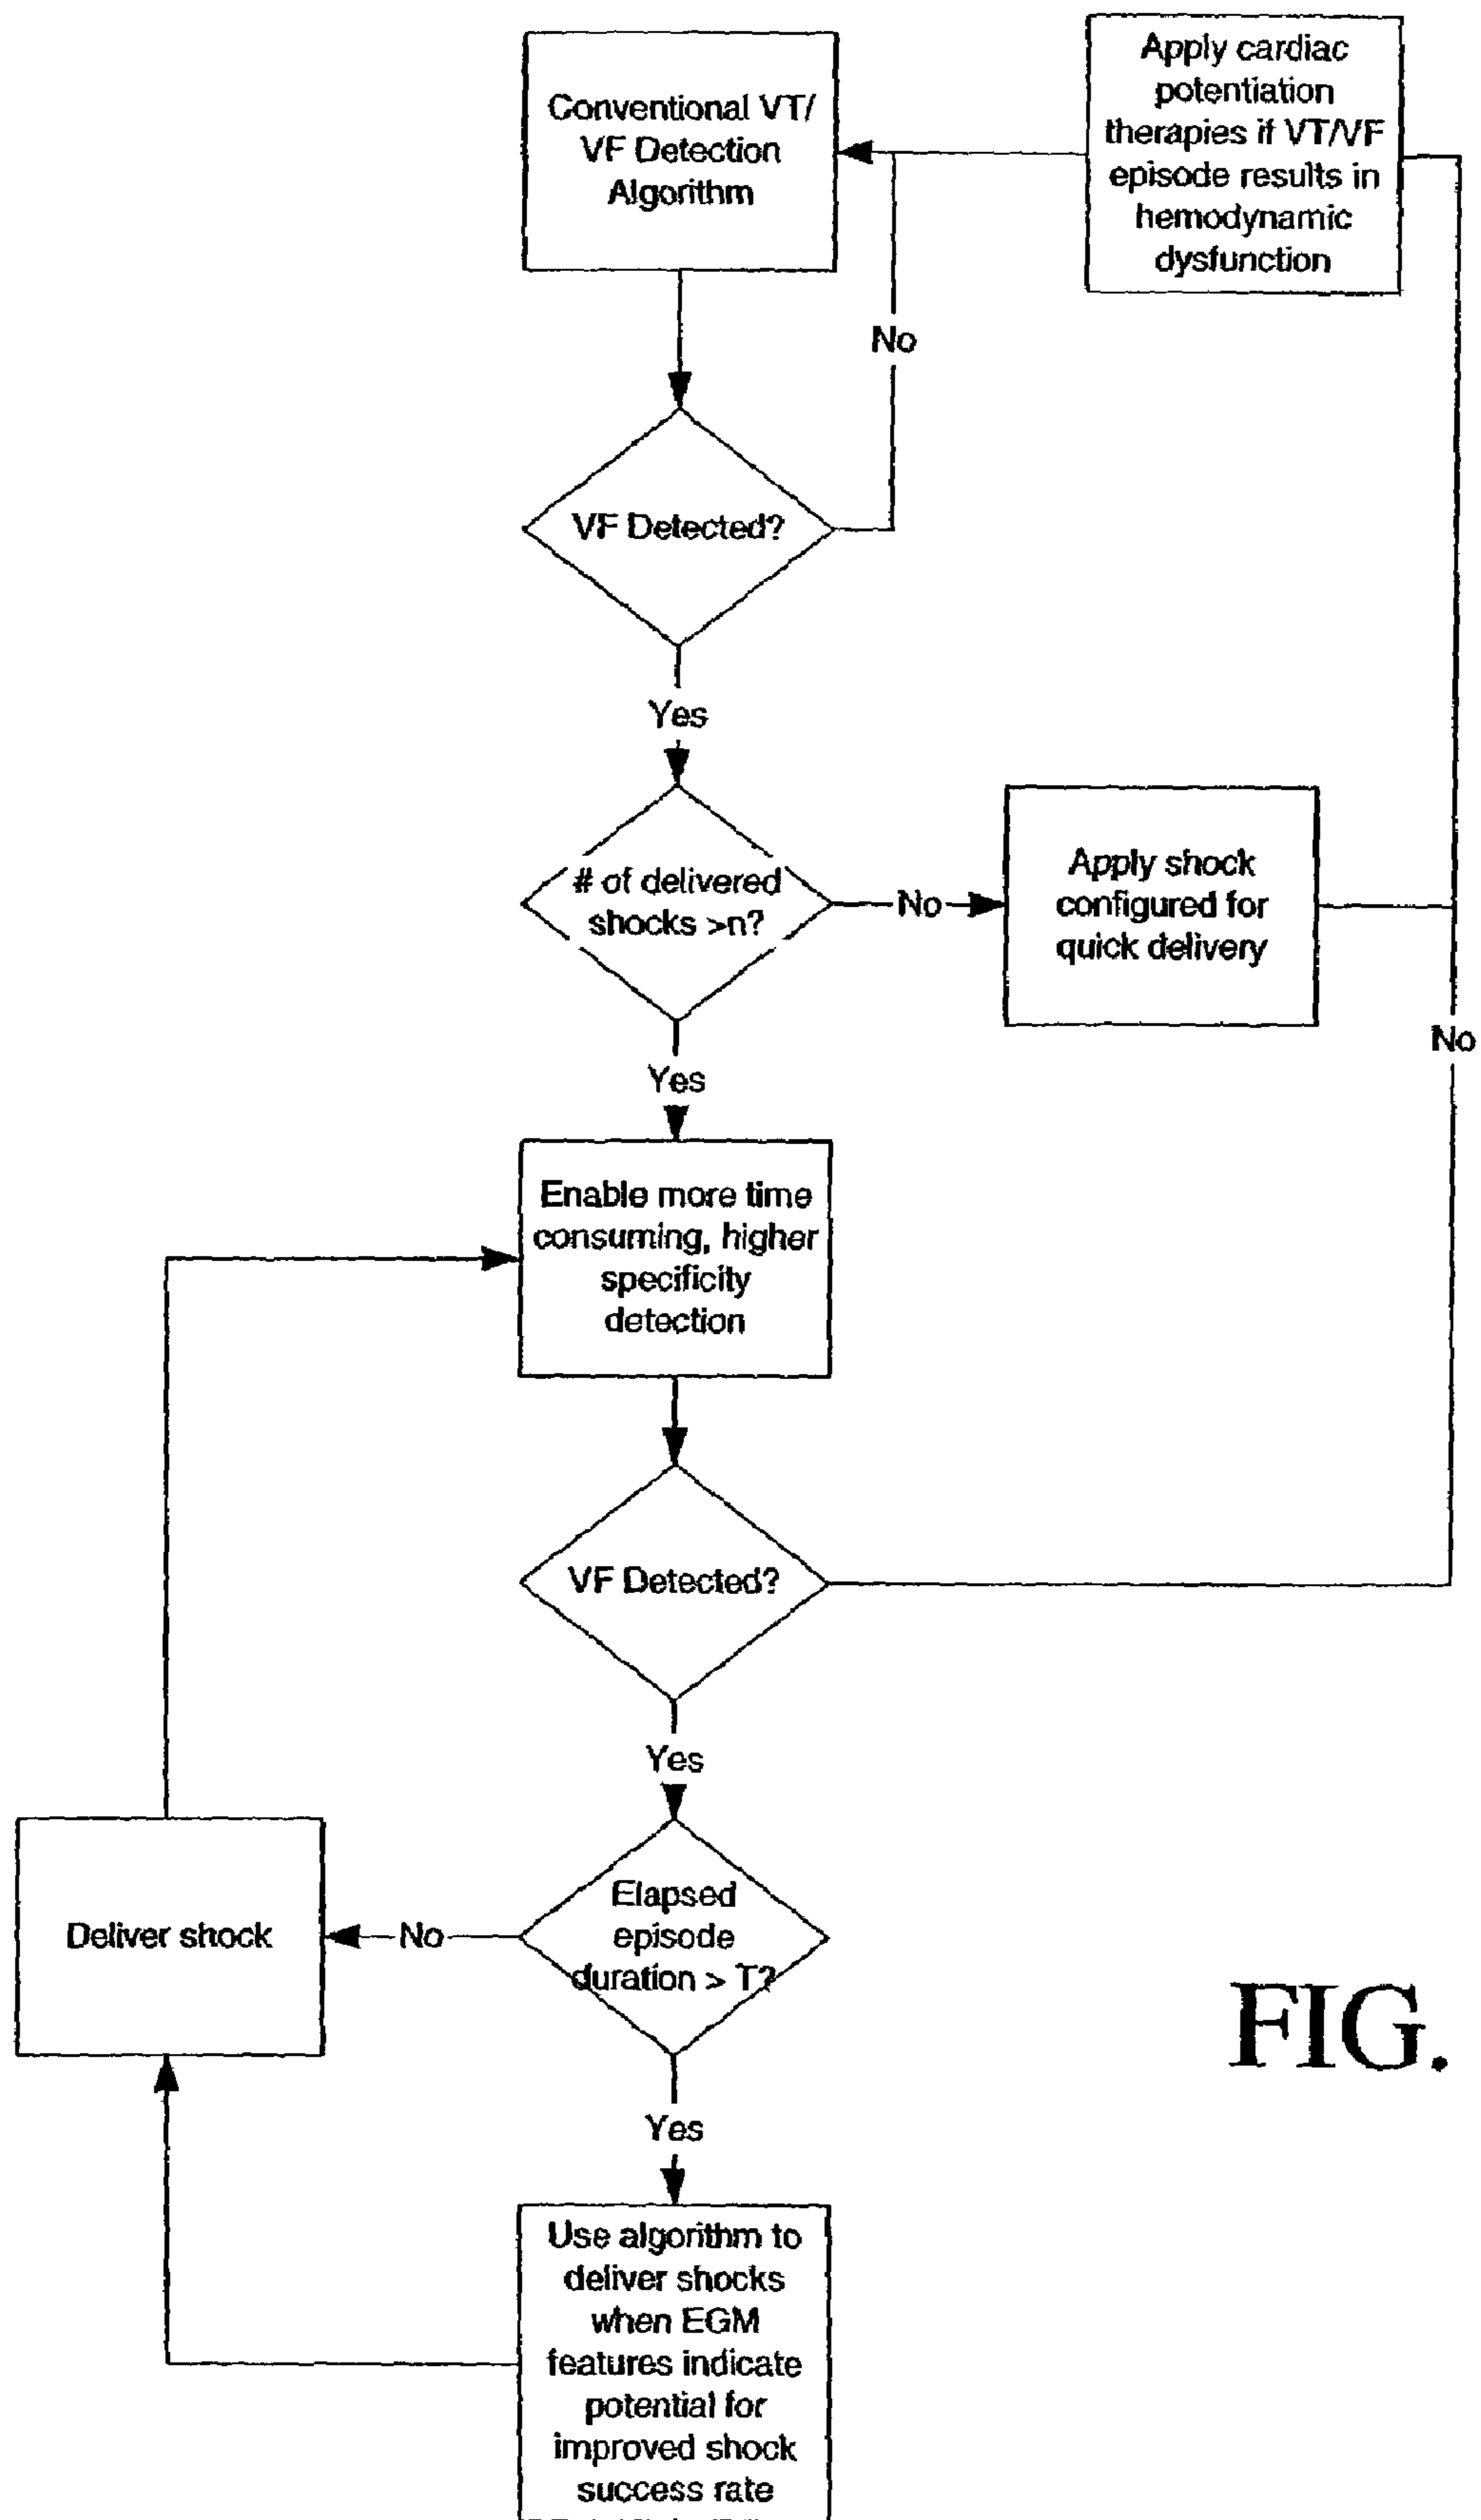 Conventional VT/
VF Detection
Algorithm
Apply cardiac
potentiation
therapies if VT/VF
episode results in
hemodynamic
dysfunction
No
VF Detected?
Yes
# of delivered
shocks >n?
No
Apply shock
configured for
quick delivery
No
Yes
Enable more time
consuming, higher
specificity
detection
VF Detected?
Yes
Elapsed
episode
duration > T?
No
Deliver shock
FIG.
Yes
Use algorithm to
deliver shocks
when EGM
features indicate
potential for
improved shock
success rate